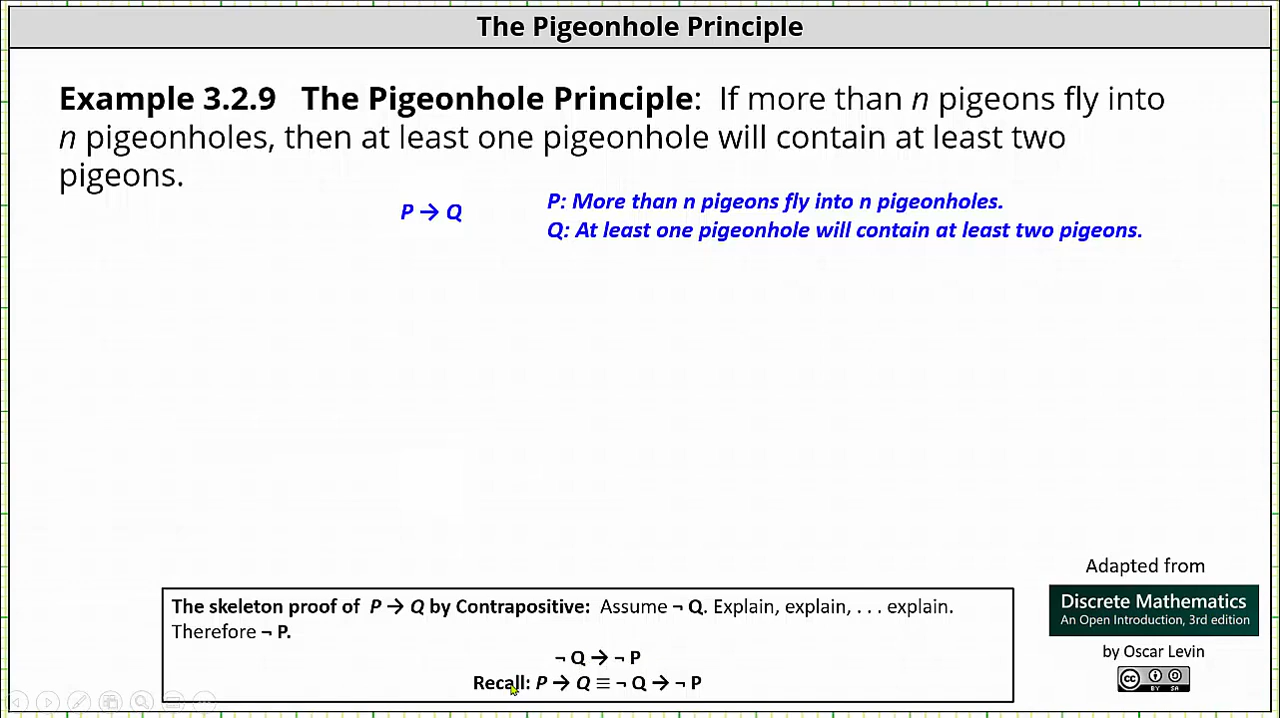 The Pigeonhole Principle
Example 3.2.9 The Pigeonhole Principle: If more than n pigeons fly into
n pigeonholes, then at least one pigeonhole will contain at least two
pigeons.
P → Q
P: More than n pigeons fly into n pigeonholes.
Q: At least one pigeonhole will contain at least two pigeons.
The skeleton proof of P → Q by Contrapositive: Assume ¬ Q. Explain, explain, . . . explain.
Therefore ¬ P.
¬ Q → ¬ P
Recall: P → Q ≡ ¬ Q → ¬ P
Adapted from
Discrete Mathematics
An Open Introduction, 3rd edition
by Oscar Levin
CC BY SA